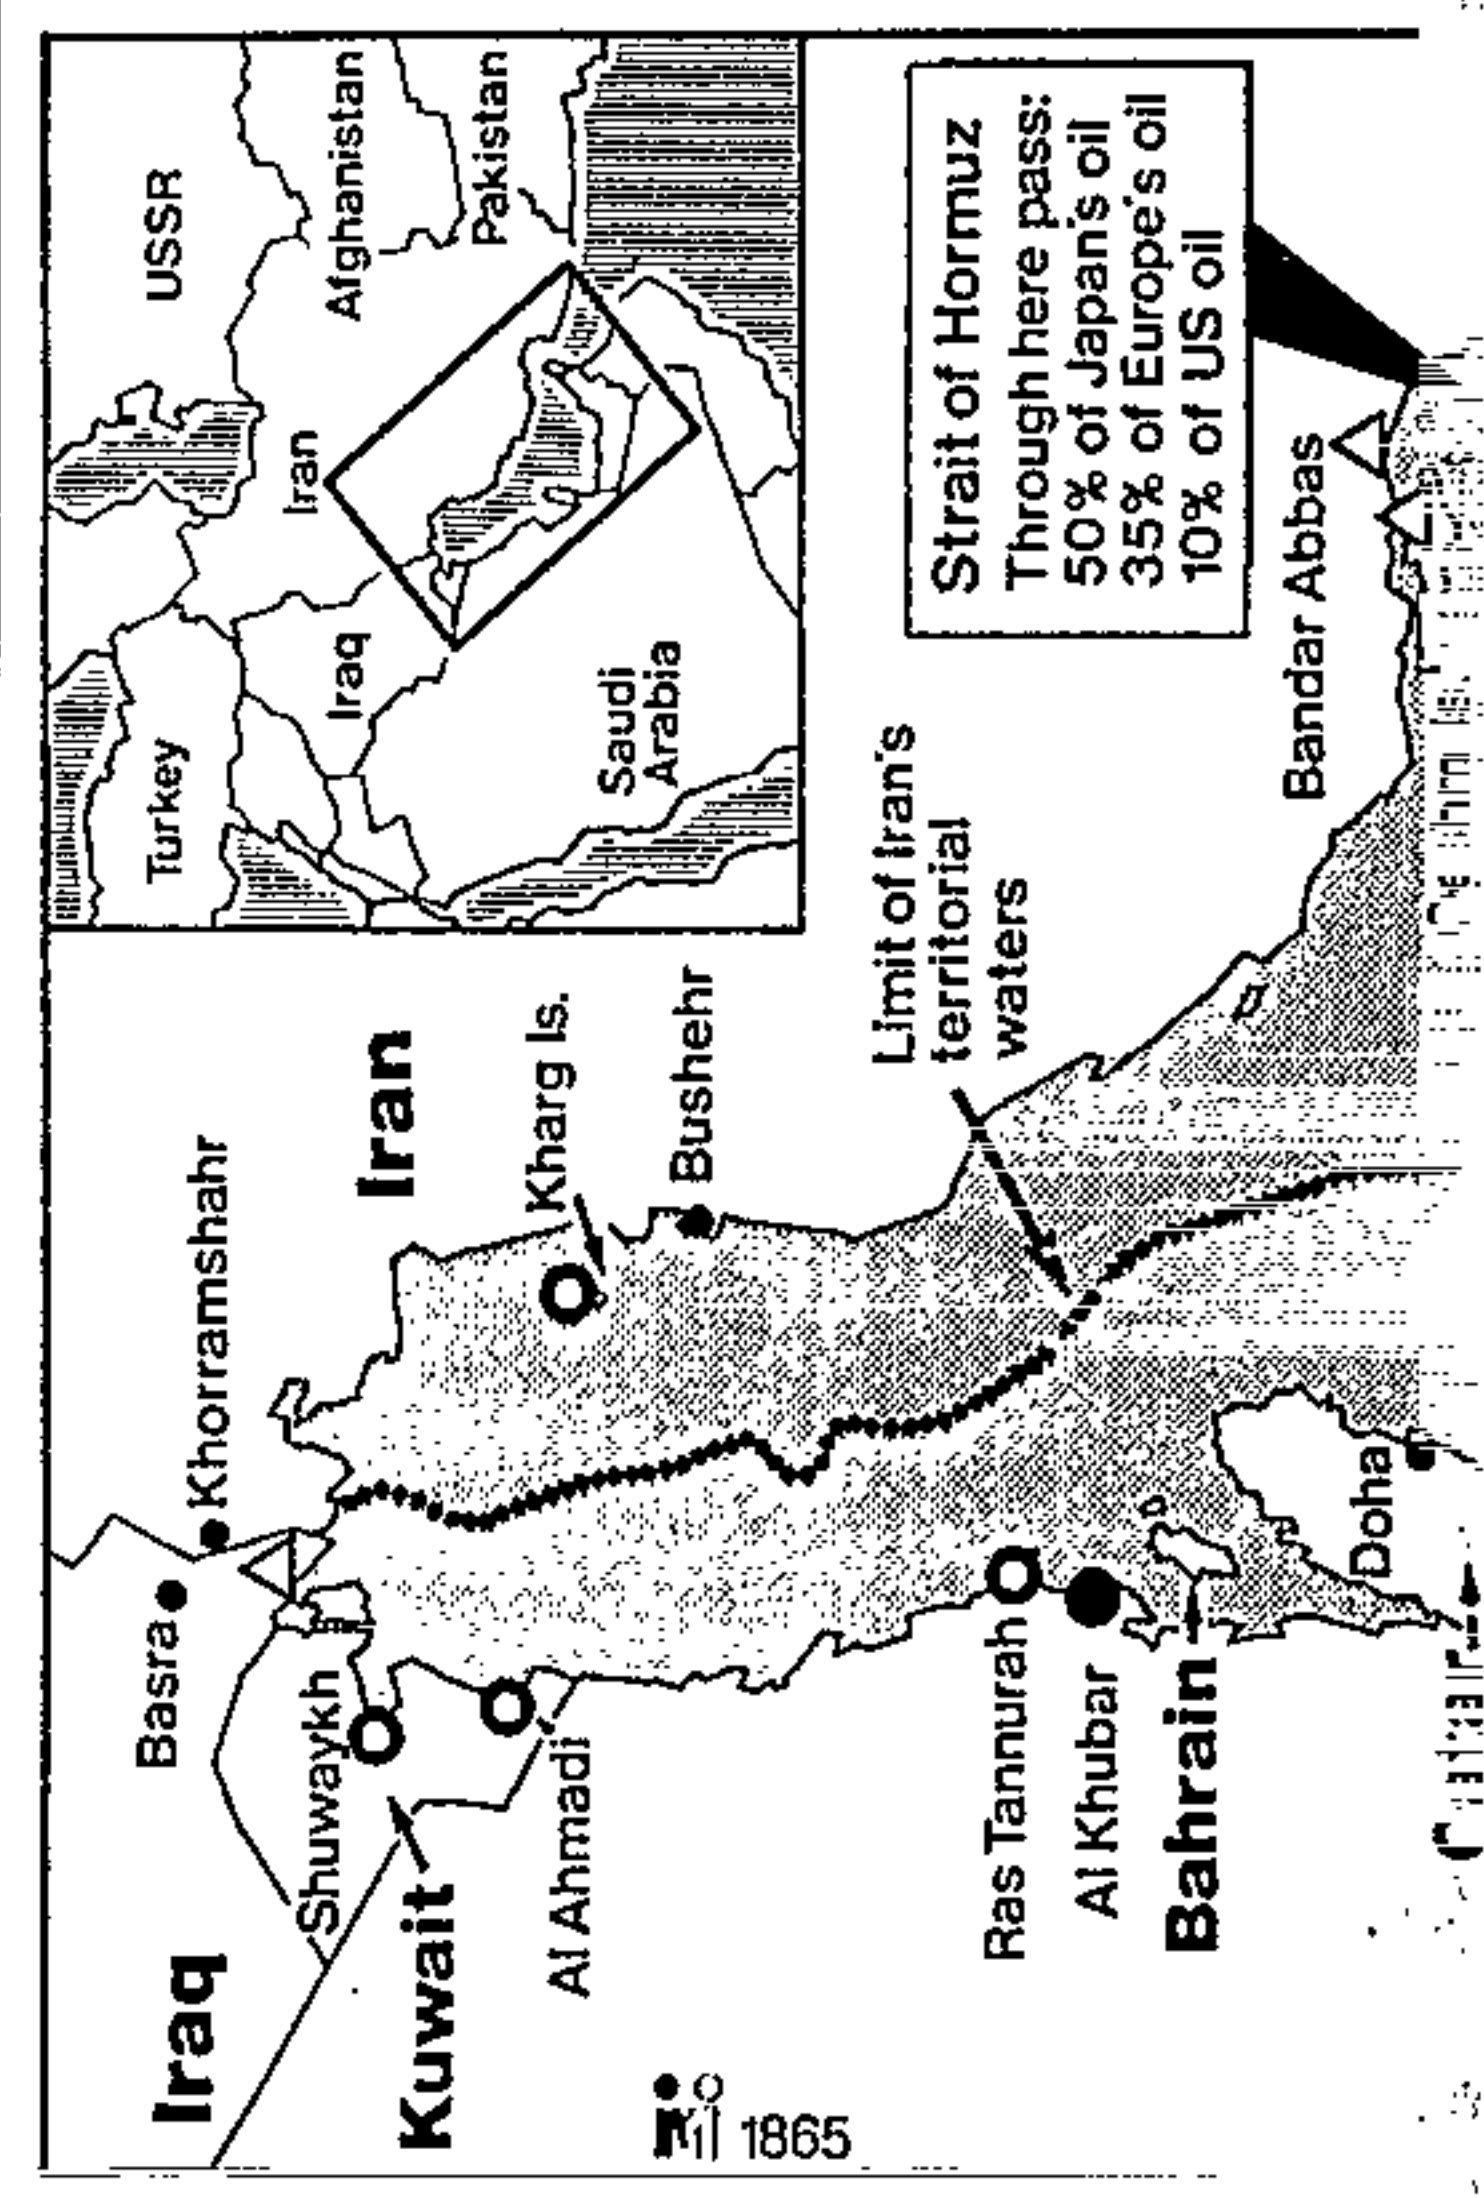 USSR
Afghanistan
Pakistan
Turkey
Iran
Iraq
Saudi
Arabia
Strait of Hormuz
Through here pass:
50% of Japan's oil
35% of Europe's oil
10% of US oil
Iraq
Basra
Khorramshahr
Iran
Shuwaykh
Kuwait
Al Ahmadi
Kharg Is.
Bushehr
Limit of Iran's
territorial
waters
Bandar Abbas
Ras Tannurah
Al Khubar
Bahrain
Doha
1865